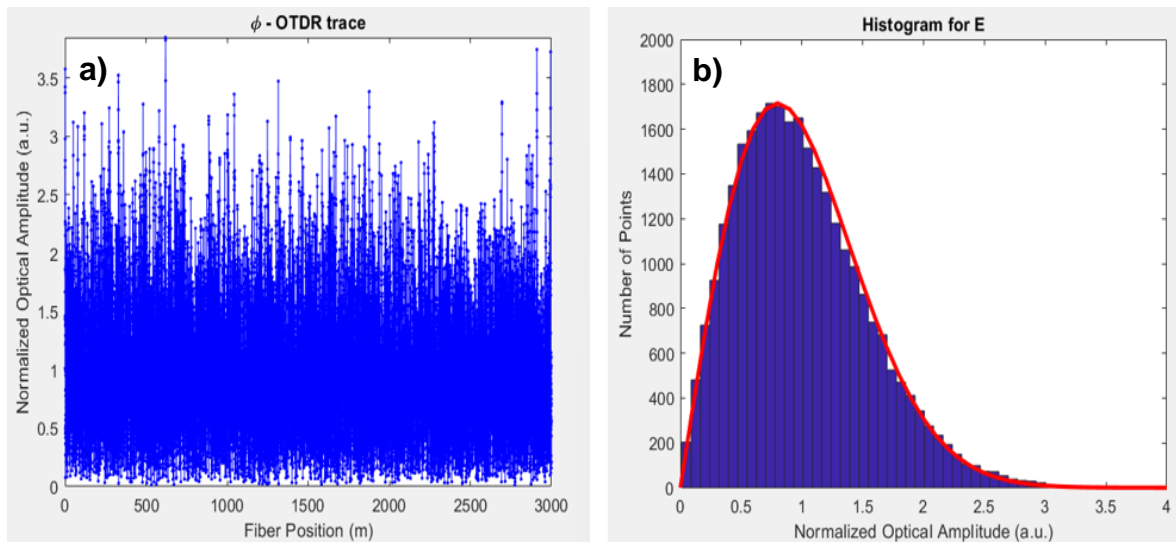 ϕ - OTDR trace
a)
Normalized Optical Amplitude (a.u.)
3.5
3
2.5
2
1.5
1
0.5
0
0 500 1000 1500 2000 2500 3000
Fiber Position (m)
Histogram for E
b)
Number of Points
2000
1800
1600
1400
1200
1000
800
600
400
200
0
0 0.5 1 1.5 2 2.5 3 3.5 4
Normalized Optical Amplitude (a.u.)